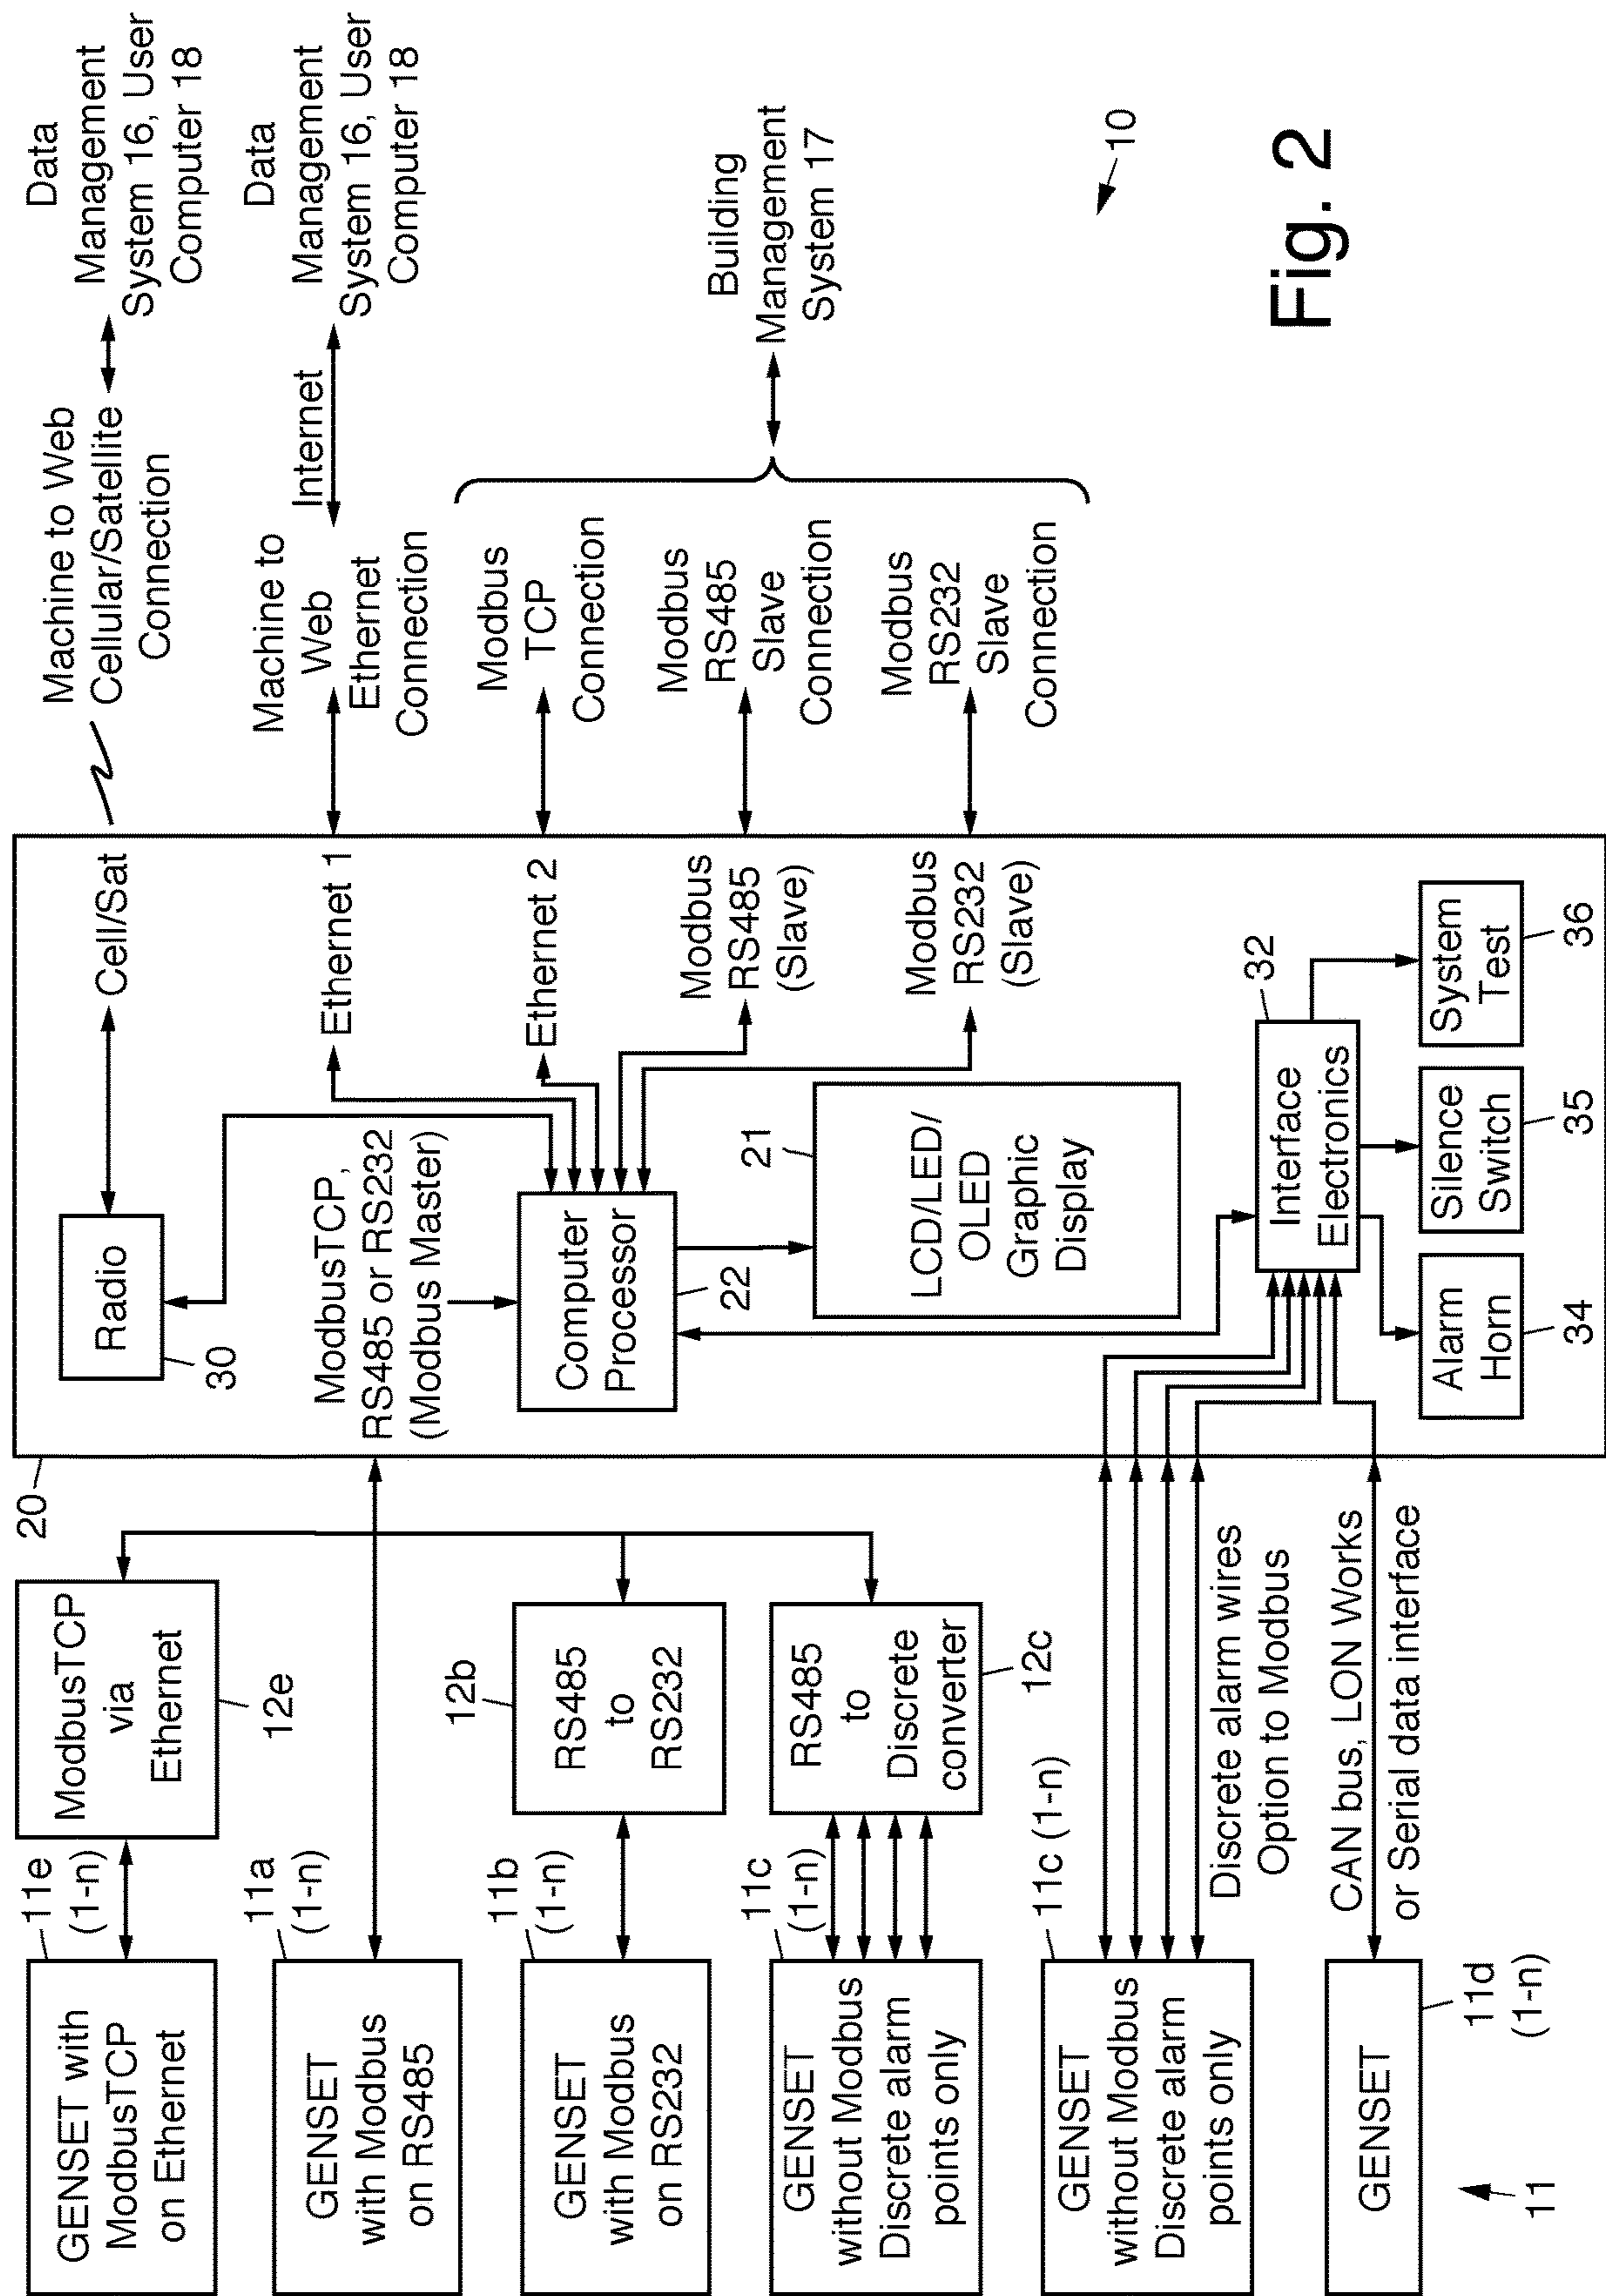 GENSET with
ModbusTCP
on Ethernet
11e
(1-n)
ModbusTCP
via
Ethernet
12e
GENSET
with Modbus
on RS485
11a
(1-n)
GENSET
with Modbus
on RS232
11b
(1-n)
RS485
to
RS232
12b
GENSET
without Modbus
Discrete alarm
points only
11c
(1-n)
RS485
to
Discrete
converter
12c
GENSET
without Modbus
Discrete alarm
points only
11c (1-n)
Discrete alarm wires
Option to Modbus
GENSET
11d
(1-n)
CAN bus, LON Works
or Serial data interface
11
20
Radio
30
Cell/Sat
ModbusTCP,
RS485 or RS232
(Modbus Master)
Ethernet 1
Computer
Processor
22
Ethernet 2
Modbus
RS485
(Slave)
Modbus
RS232
(Slave)
LCD/LED/
OLED
Graphic
Display
21
Interface
Electronics
32
Alarm
Horn
34
Silence
Switch
35
System
Test
36
Machine to Web
Cellular/Satellite
Connection
Data
Management
System 16, User
Computer 18
Machine to
Web
Ethernet
Connection
Internet
Data
Management
System 16, User
Computer 18
Modbus
TCP
Connection
Modbus
RS485
Slave
Connection
Modbus
RS232
Slave
Connection
Building
Management
System 17
10
Fig. 2